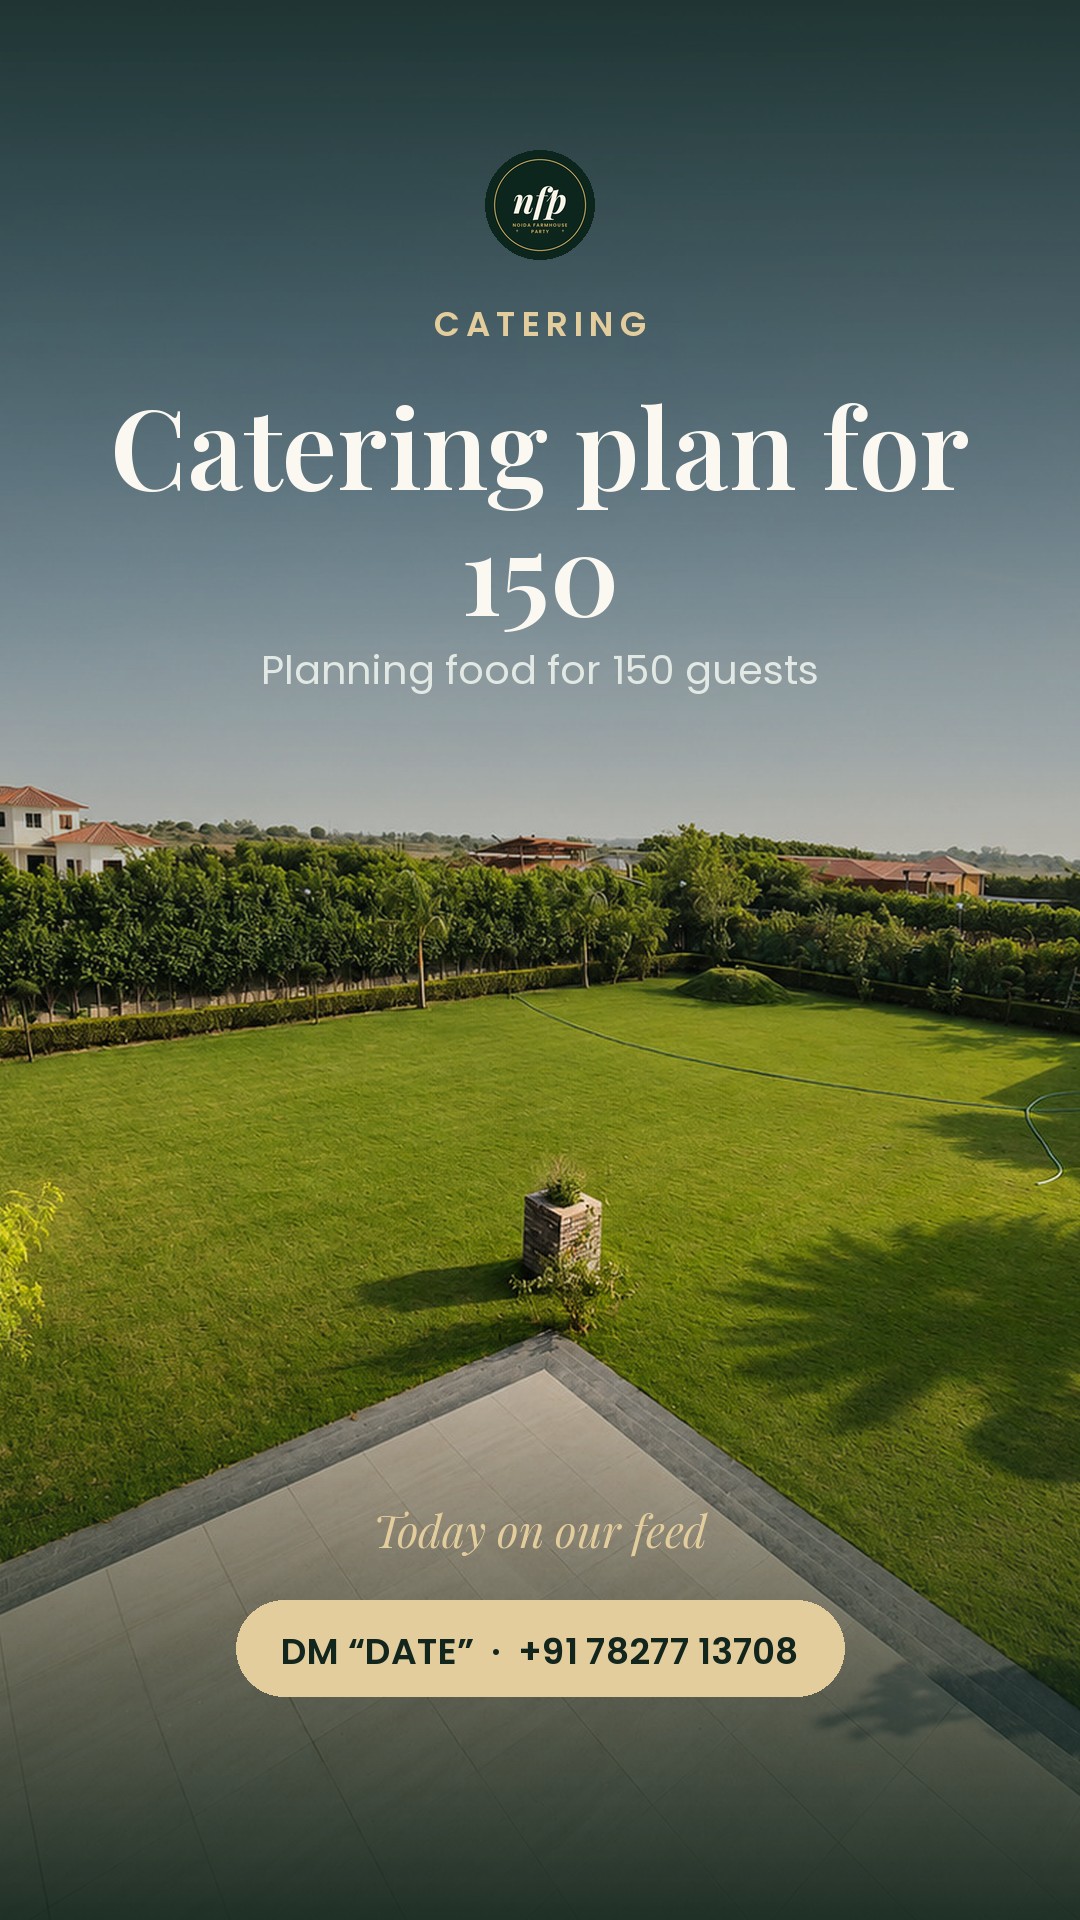 nfp
NOIDA FARMHOUSE
PARTY
CATERING
Catering plan for
150
Planning food for 150 guests
Today on our feed
DM “DATE” · +91 78277 13708